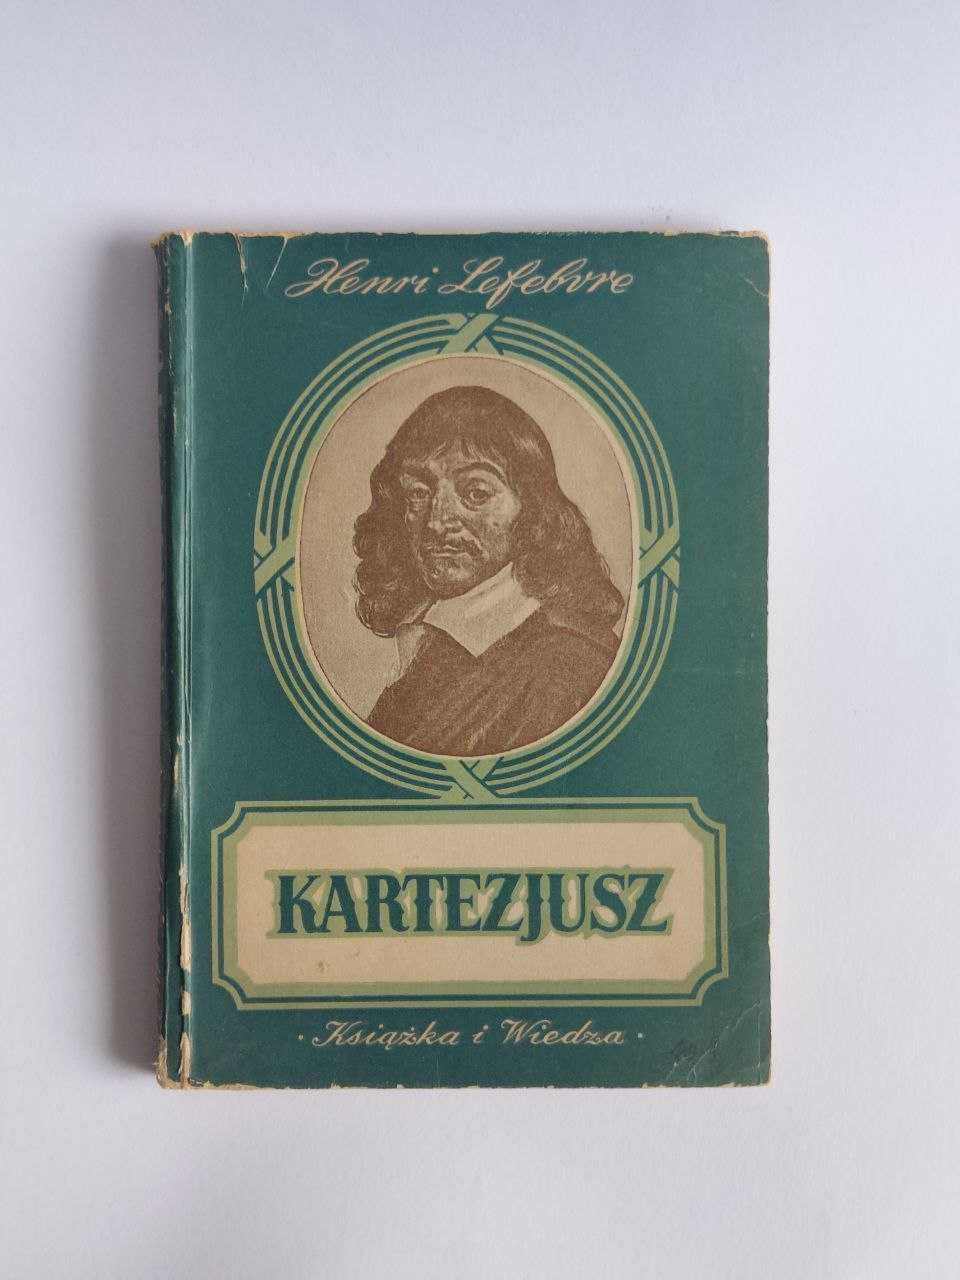 Henri Lefebvre
KARTEZJUSZ
· Książka i Wiedza ·